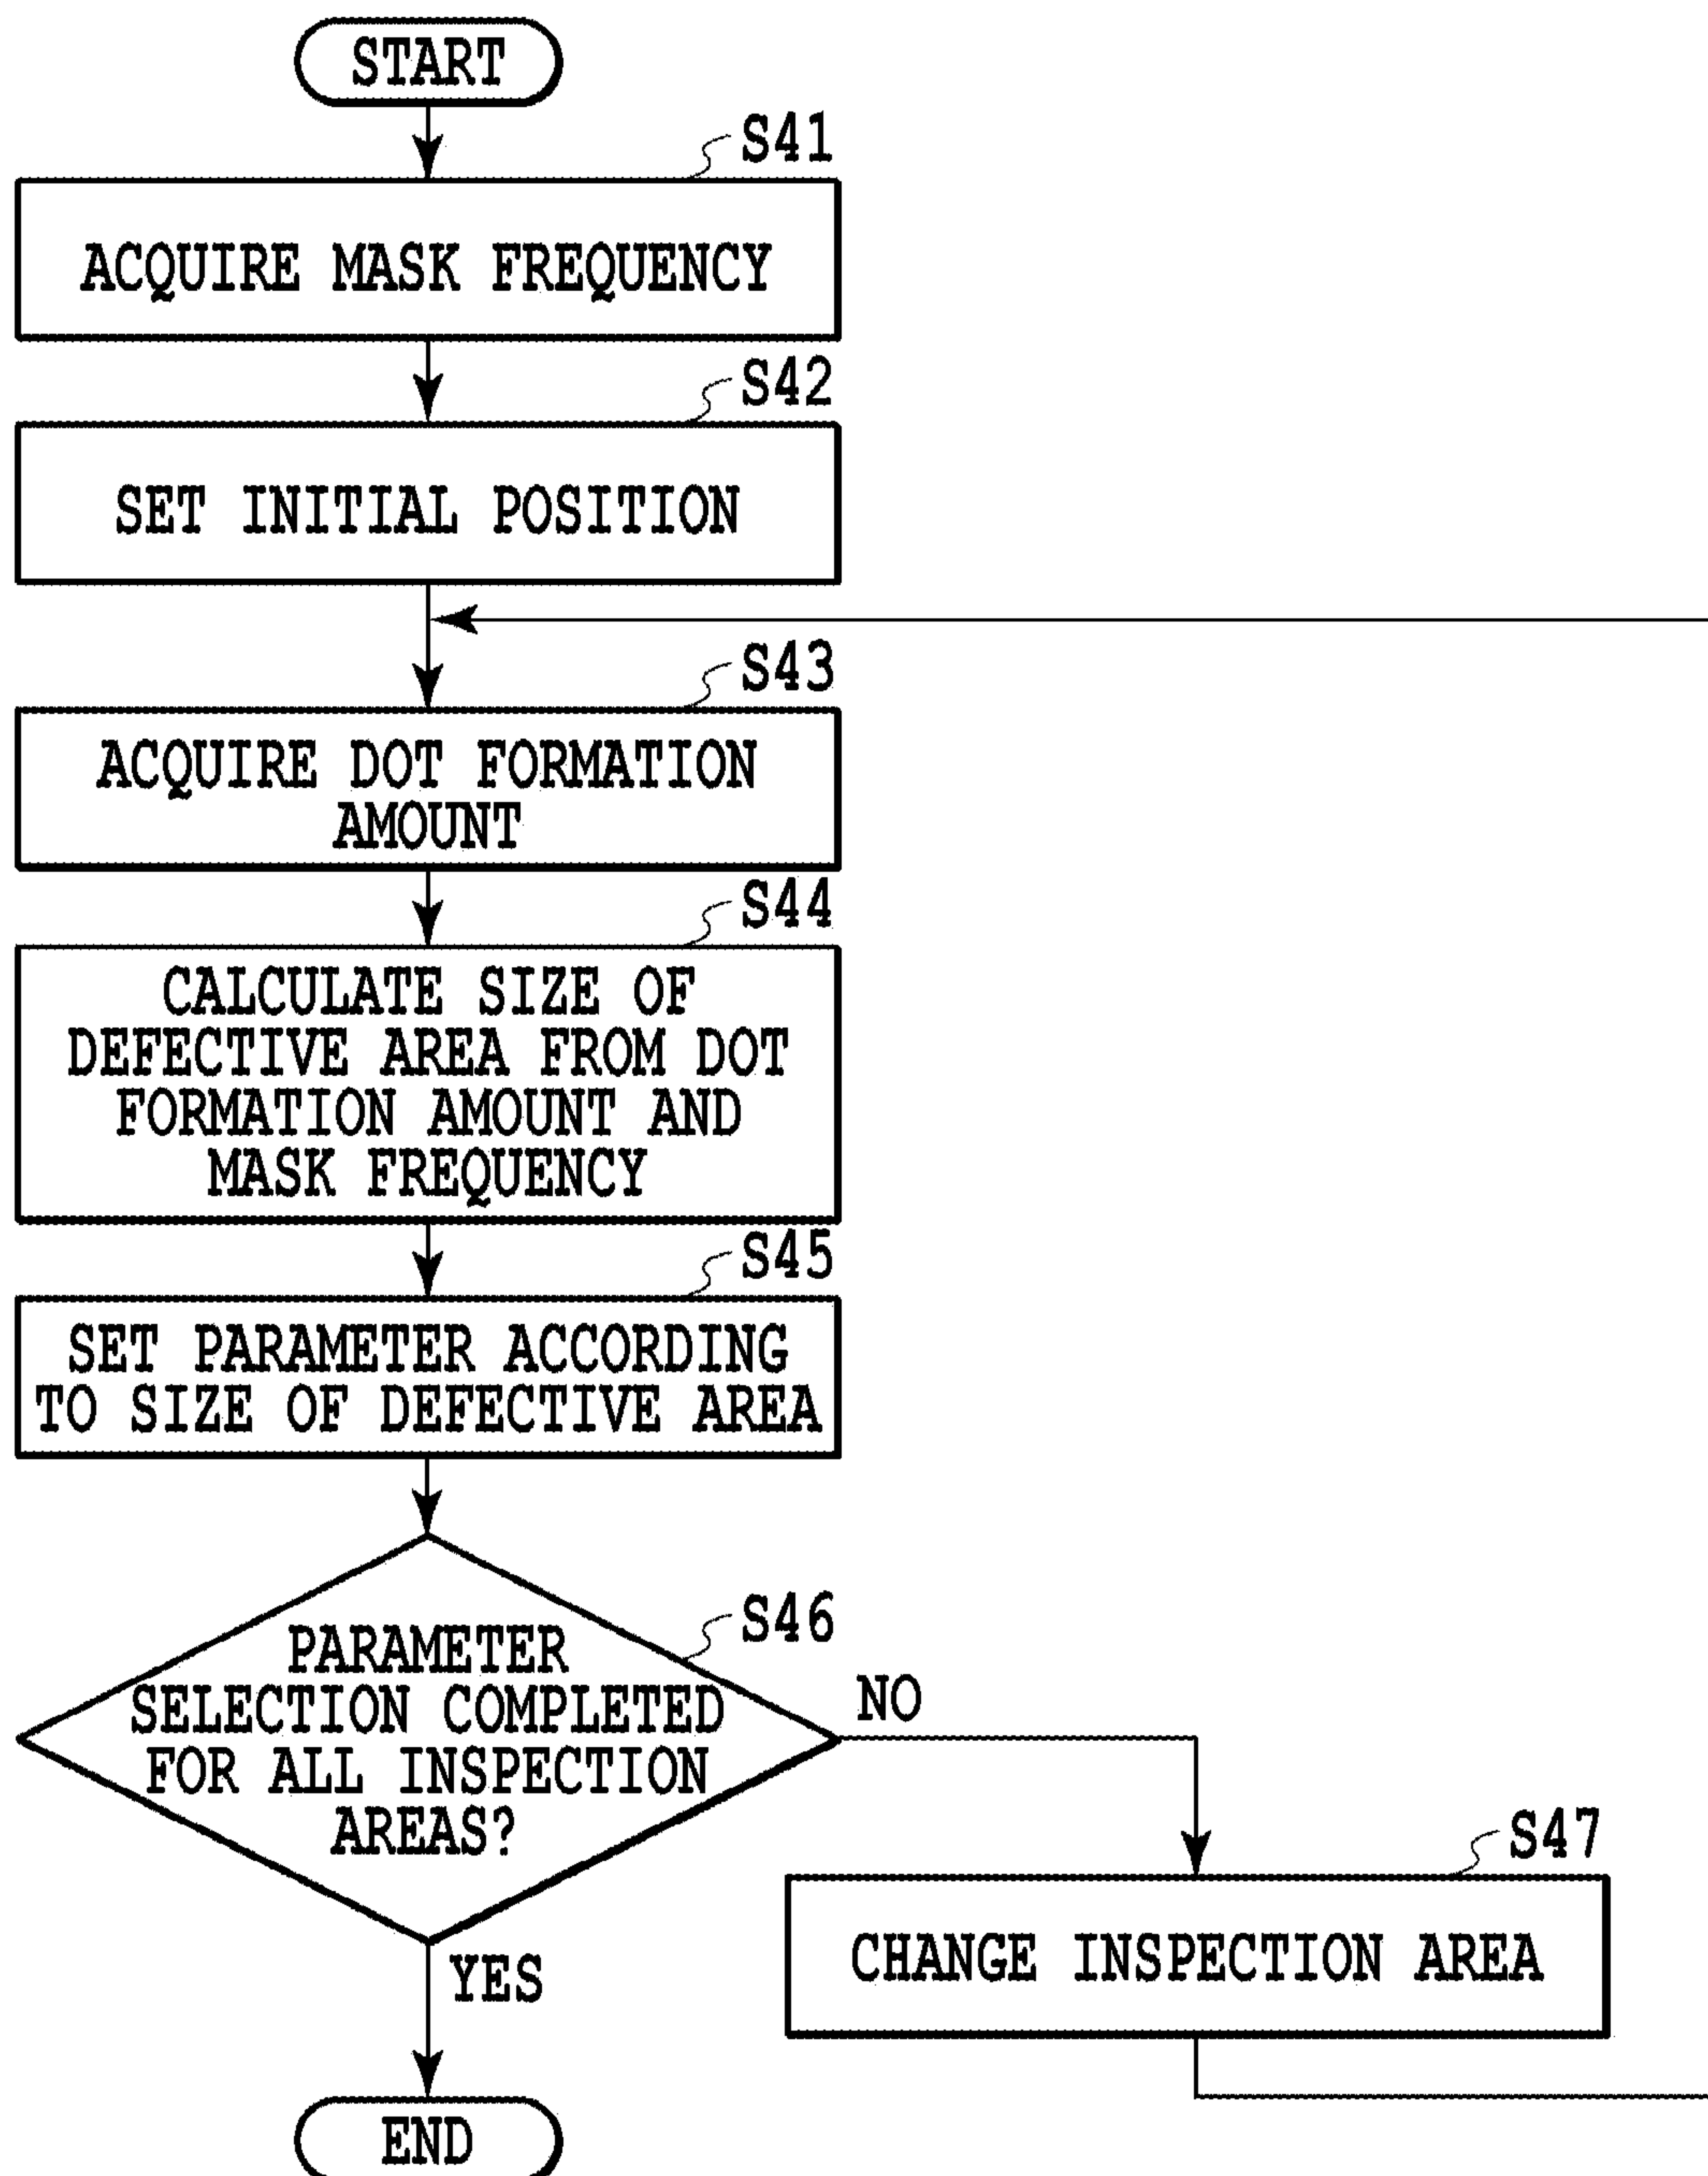 START
S41
ACQUIRE MASK FREQUENCY
S42
SET INITIAL POSITION
S43
ACQUIRE DOT FORMATION
AMOUNT
S44
CALCULATE SIZE OF
DEFECTIVE AREA FROM DOT
FORMATION AMOUNT AND
MASK FREQUENCY
S45
SET PARAMETER ACCORDING
TO SIZE OF DEFECTIVE AREA
S46
PARAMETER
SELECTION COMPLETED
FOR ALL INSPECTION
AREAS?
NO
S47
CHANGE INSPECTION AREA
YES
END